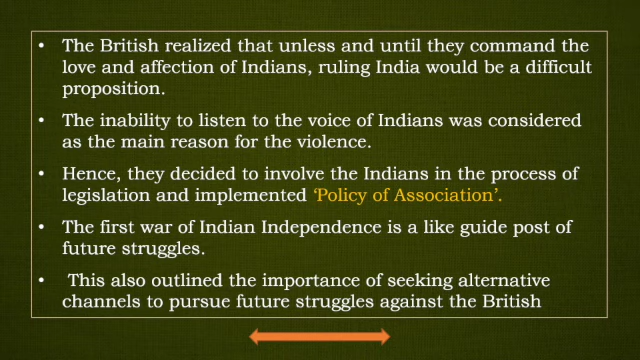 • The British realized that unless and until they command the
love and affection of Indians, ruling India would be a difficult
proposition.
• The inability to listen to the voice of Indians was considered
as the main reason for the violence.
• Hence, they decided to involve the Indians in the process of
legislation and implemented ‘Policy of Association’.
• The first war of Indian Independence is a like guide post of
future struggles.
• This also outlined the importance of seeking alternative
channels to pursue future struggles against the British